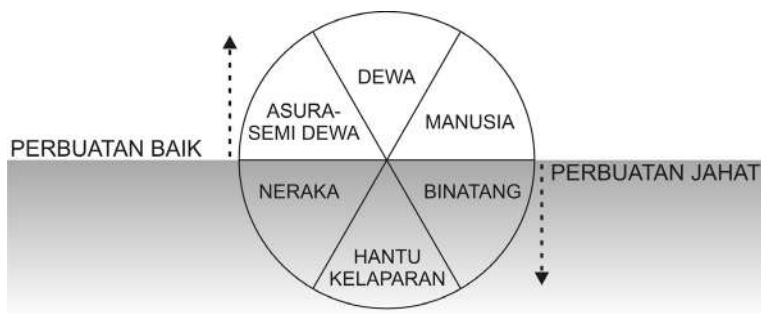 DEWA
ASURA-
SEMI DEWA
MANUSIA
PERBUATAN BAIK
NERAKA
BINATANG
PERBUATAN JAHAT
HANTU
KELAPARAN